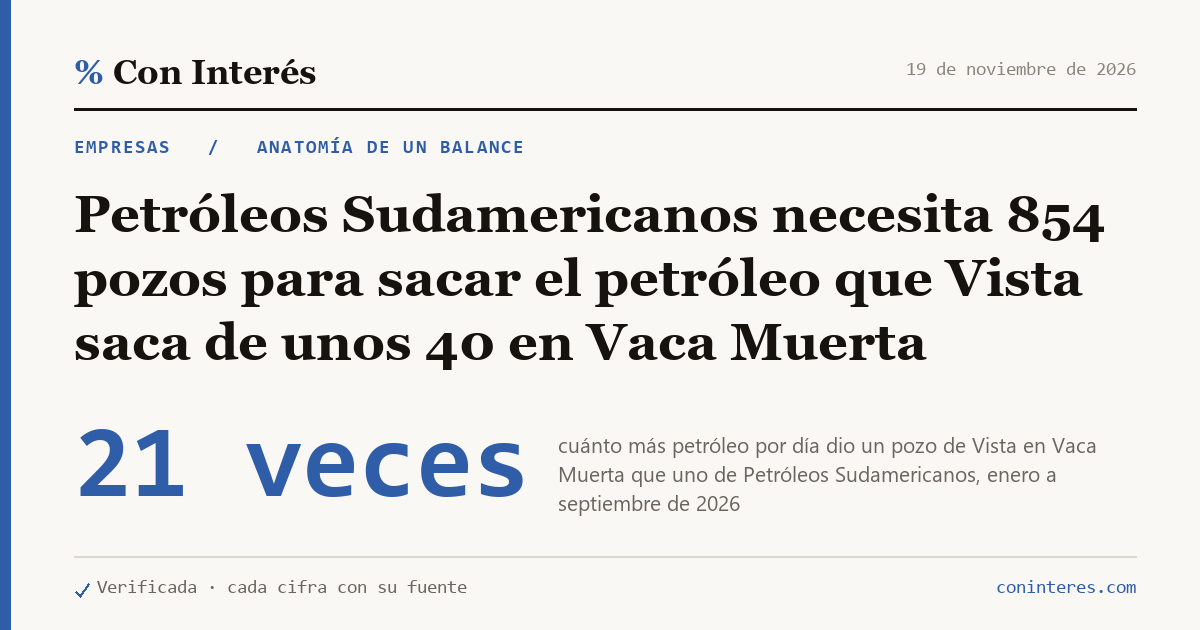 % Con Interés
19 de noviembre de 2026
EMPRESAS / ANATOMÍA DE UN BALANCE
Petróleos Sudamericanos necesita 854
pozos para sacar el petróleo que Vista
saca de unos 40 en Vaca Muerta
21 veces
cuánto más petróleo por día dio un pozo de Vista en Vaca
Muerta que uno de Petróleos Sudamericanos, enero a
septiembre de 2026
✓ Verificada · cada cifra con su fuente
coninteres.com